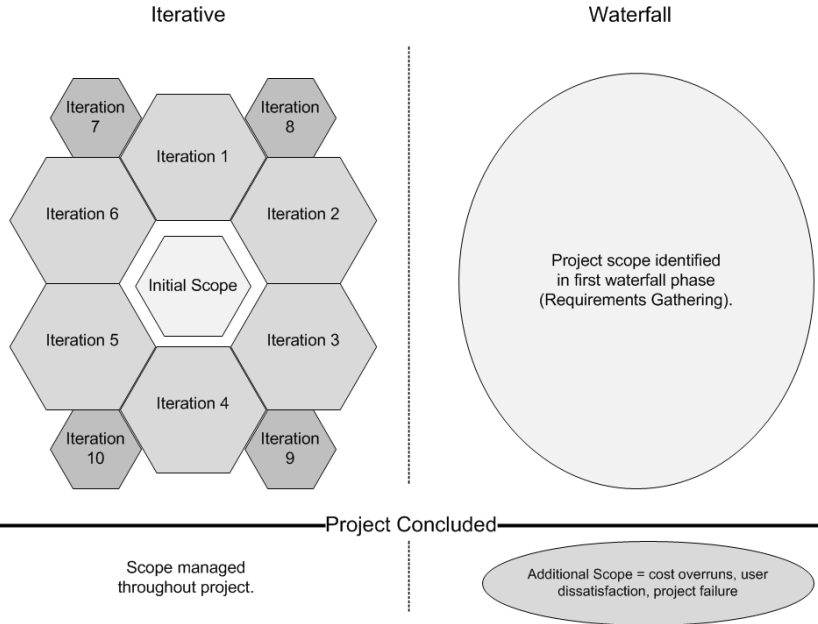 Iterative
Waterfall
Iteration
7
Iteration 1
Iteration
8
Iteration 6
Iteration 2
Initial Scope
Iteration 5
Iteration 3
Iteration 4
Iteration
10
Iteration
9
Project scope identified
in first waterfall phase
(Requirements Gathering).
Project Concluded
Scope managed
throughout project.
Additional Scope = cost overruns, user
dissatisfaction, project failure